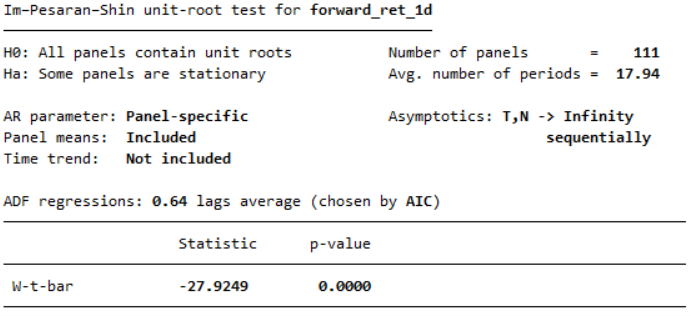 Im-Pesaran-Shin unit-root test for forward_ret_1d
H0: All panels contain unit roots Number of panels = 111
Ha: Some panels are stationary Avg. number of periods = 17.94
AR parameter: Panel-specific Asymptotics: T,N -> Infinity
Panel means: Included sequentially
Time trend: Not included
ADF regressions: 0.64 lags average (chosen by AIC)
Statistic p-value
W-t-bar -27.9249 0.0000